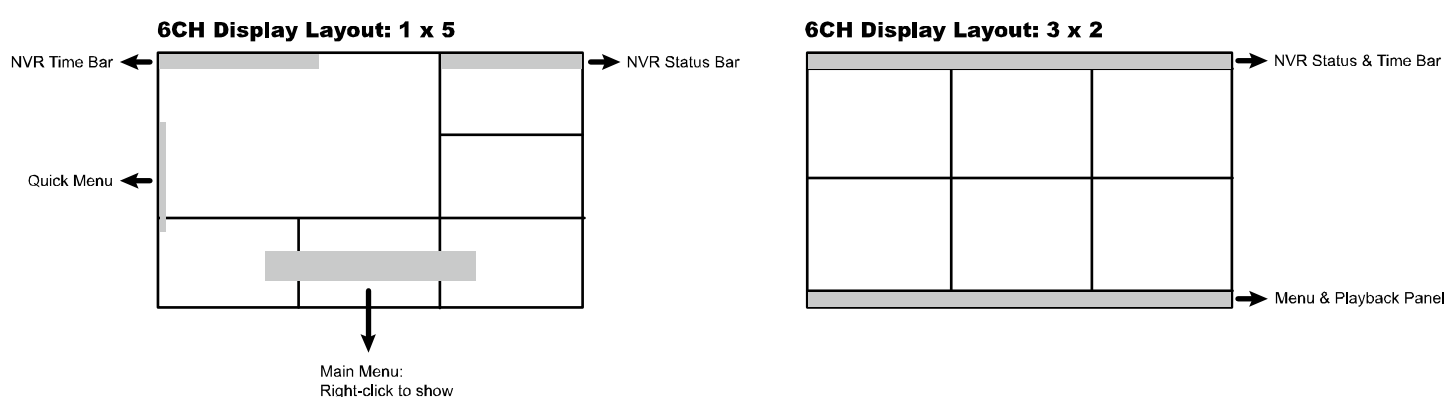 6CH Display Layout: 1 x 5
NVR Time Bar
NVR Status Bar
Quick Menu
Main Menu:
Right-click to show
6CH Display Layout: 3 x 2
NVR Status & Time Bar
Menu & Playback Panel